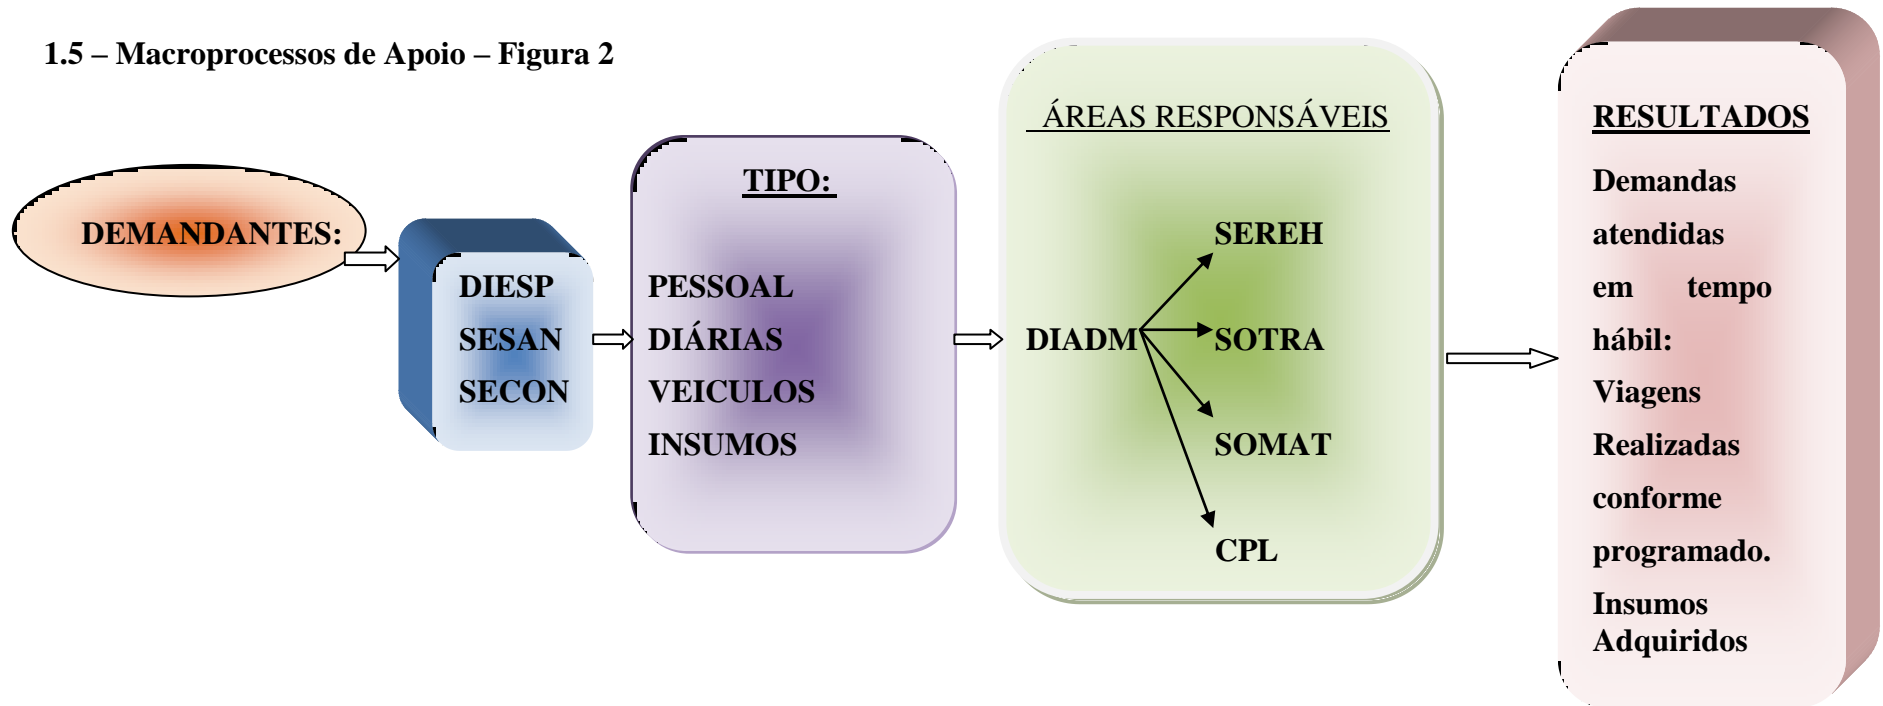 1.5 – Macroprocessos de Apoio – Figura 2
DEMANDANTES:
DIESP
SESAN
SECON
TIPO:
PESSOAL
DIÁRIAS
VEICULOS
INSUMOS
ÁREAS RESPONSÁVEIS
DIADM
SEREH
SOTRA
SOMAT
CPL
RESULTADOS
Demandas
atendidas
em tempo
hábil:
Viagens
Realizadas
conforme
programado.
Insumos
Adquiridos